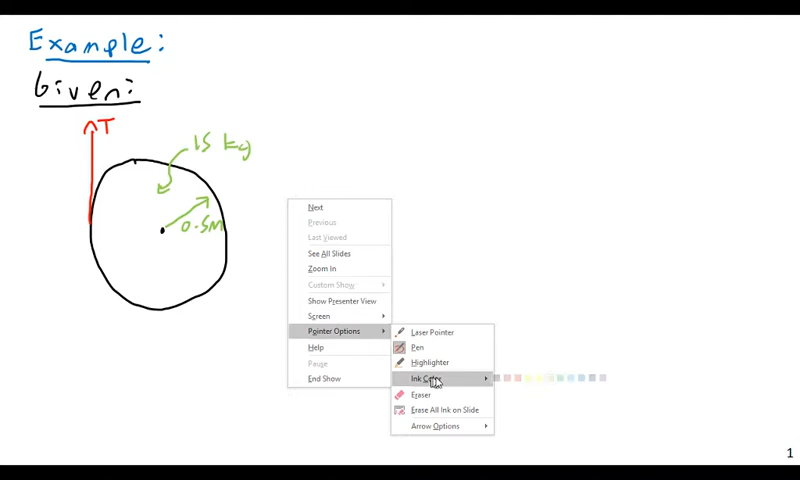 Example:
Given:
T
15 kg
0.5M
Next
Previous
Last Viewed
See All Slides
Zoom In
Custom Show
Show Presenter View
Screen
Pointer Options
Help
Pause
End Show
Laser Pointer
Pen
Highlighter
Ink Color
Eraser
Erase All Ink on Slide
Arrow Options
1